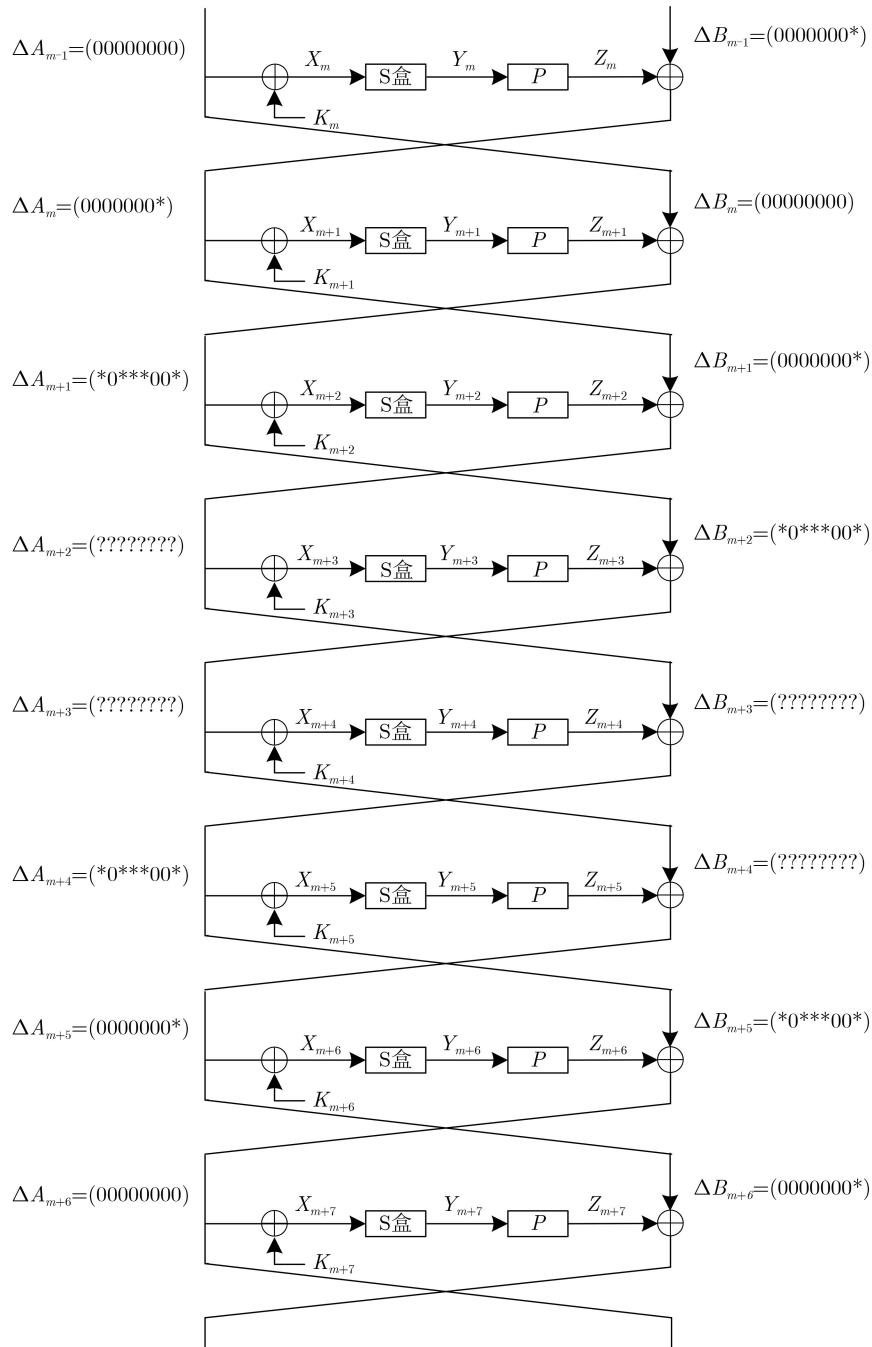 ΔA_{m-1}=(00000000) ΔB_{m-1}=(0000000*)
X_m S盒 Y_m P Z_m
K_m
ΔA_m=(0000000*) ΔB_m=(00000000)
X_{m+1} S盒 Y_{m+1} P Z_{m+1}
K_{m+1}
ΔA_{m+1}=(*0***00*) ΔB_{m+1}=(0000000*)
X_{m+2} S盒 Y_{m+2} P Z_{m+2}
K_{m+2}
ΔA_{m+2}=(????????) ΔB_{m+2}=(*0***00*)
X_{m+3} S盒 Y_{m+3} P Z_{m+3}
K_{m+3}
ΔA_{m+3}=(????????) ΔB_{m+3}=(????????)
X_{m+4} S盒 Y_{m+4} P Z_{m+4}
K_{m+4}
ΔA_{m+4}=(*0***00*) ΔB_{m+4}=(????????)
X_{m+5} S盒 Y_{m+5} P Z_{m+5}
K_{m+5}
ΔA_{m+5}=(0000000*) ΔB_{m+5}=(*0***00*)
X_{m+6} S盒 Y_{m+6} P Z_{m+6}
K_{m+6}
ΔA_{m+6}=(00000000) ΔB_{m+6}=(0000000*)
X_{m+7} S盒 Y_{m+7} P Z_{m+7}
K_{m+7}